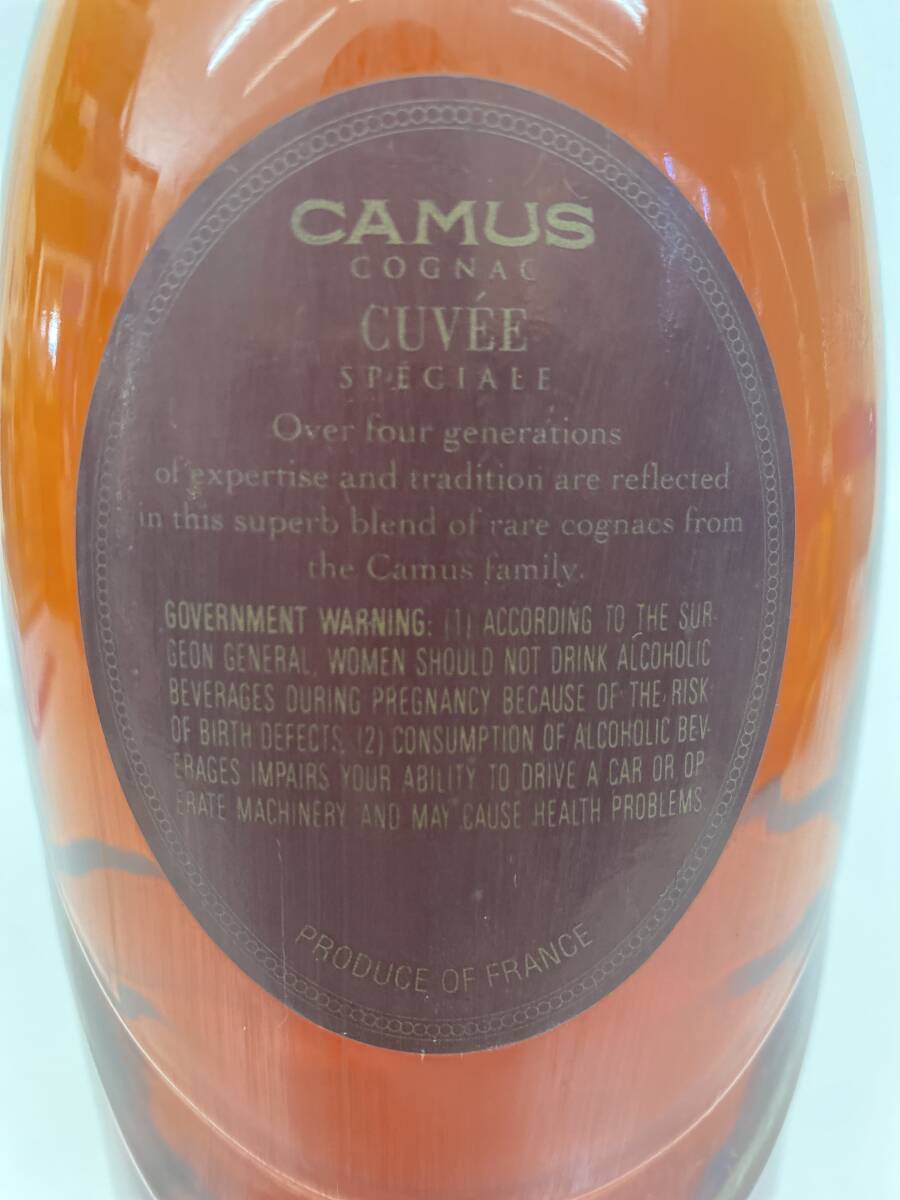 CAMUS
COGNAC
CUVÉE
SPÉCIALE
Over four generations
of expertise and tradition are reflected
in this superb blend of rare cognacs from
the Camus family.
GOVERNMENT WARNING: (1) ACCORDING TO THE SUR-
GEON GENERAL, WOMEN SHOULD NOT DRINK ALCOHOLIC
BEVERAGES DURING PREGNANCY BECAUSE OF THE RISK
OF BIRTH DEFECTS. (2) CONSUMPTION OF ALCOHOLIC BEV-
ERAGES IMPAIRS YOUR ABILITY TO DRIVE A CAR OR OP
ERATE MACHINERY AND MAY CAUSE HEALTH PROBLEMS.
PRODUCE OF FRANCE